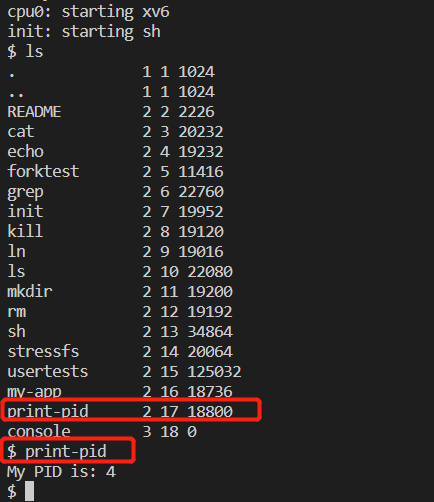 cpu0: starting xv6
init: starting sh
$ ls
. 1 1 1024
.. 1 1 1024
README 2 2 2226
cat 2 3 20232
echo 2 4 19232
forktest 2 5 11416
grep 2 6 22760
init 2 7 19952
kill 2 8 19120
ln 2 9 19016
ls 2 10 22080
mkdir 2 11 19200
rm 2 12 19192
sh 2 13 34864
stressfs 2 14 20064
usertests 2 15 125032
my-app 2 16 18736
print-pid 2 17 18800
console 3 18 0
$ print-pid
My PID is: 4
$